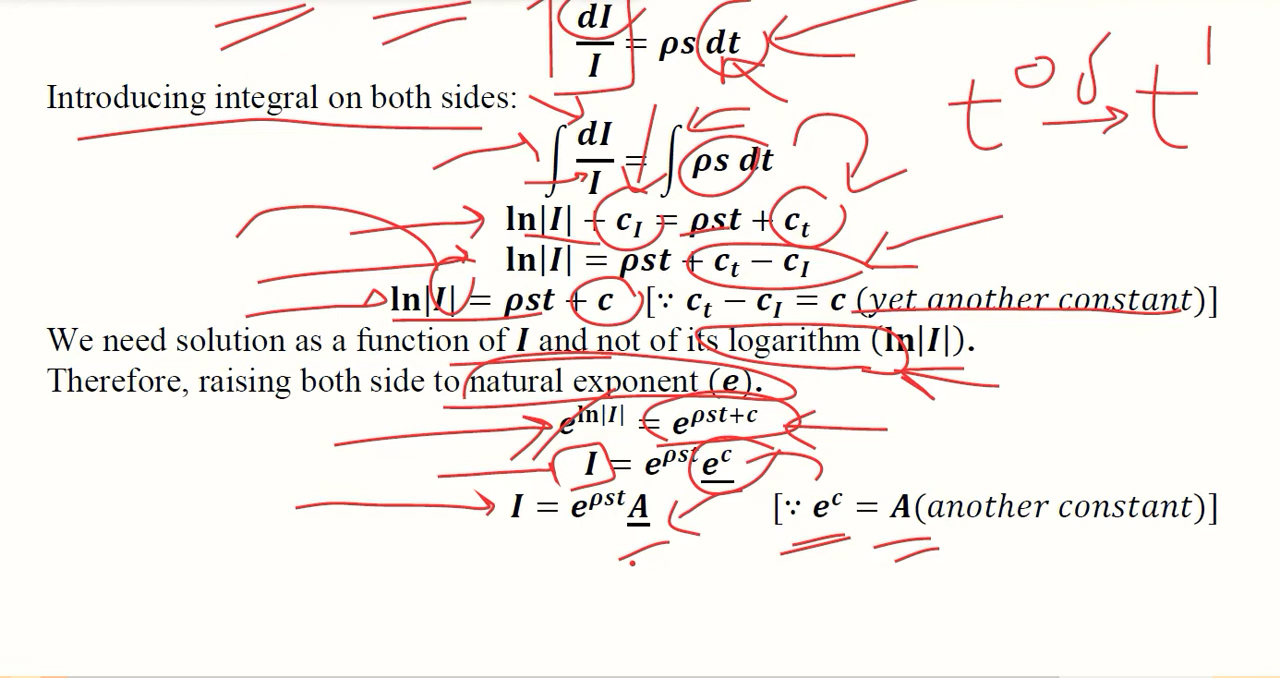 dI/I = ρs dt
Introducing integral on both sides:
∫ dI/I = ∫ ρs dt
ln|I| + c_I = ρst + c_t
ln|I| = ρst + c_t − c_I
ln|I| = ρst + c [∵ c_t − c_I = c (yet another constant)]
We need solution as a function of I and not of its logarithm (ln|I|).
Therefore, raising both side to natural exponent (e).
e^{ln|I|} = e^{ρst+c}
I = e^{ρst} e^c
I = e^{ρst} A [∵ e^c = A(another constant)]